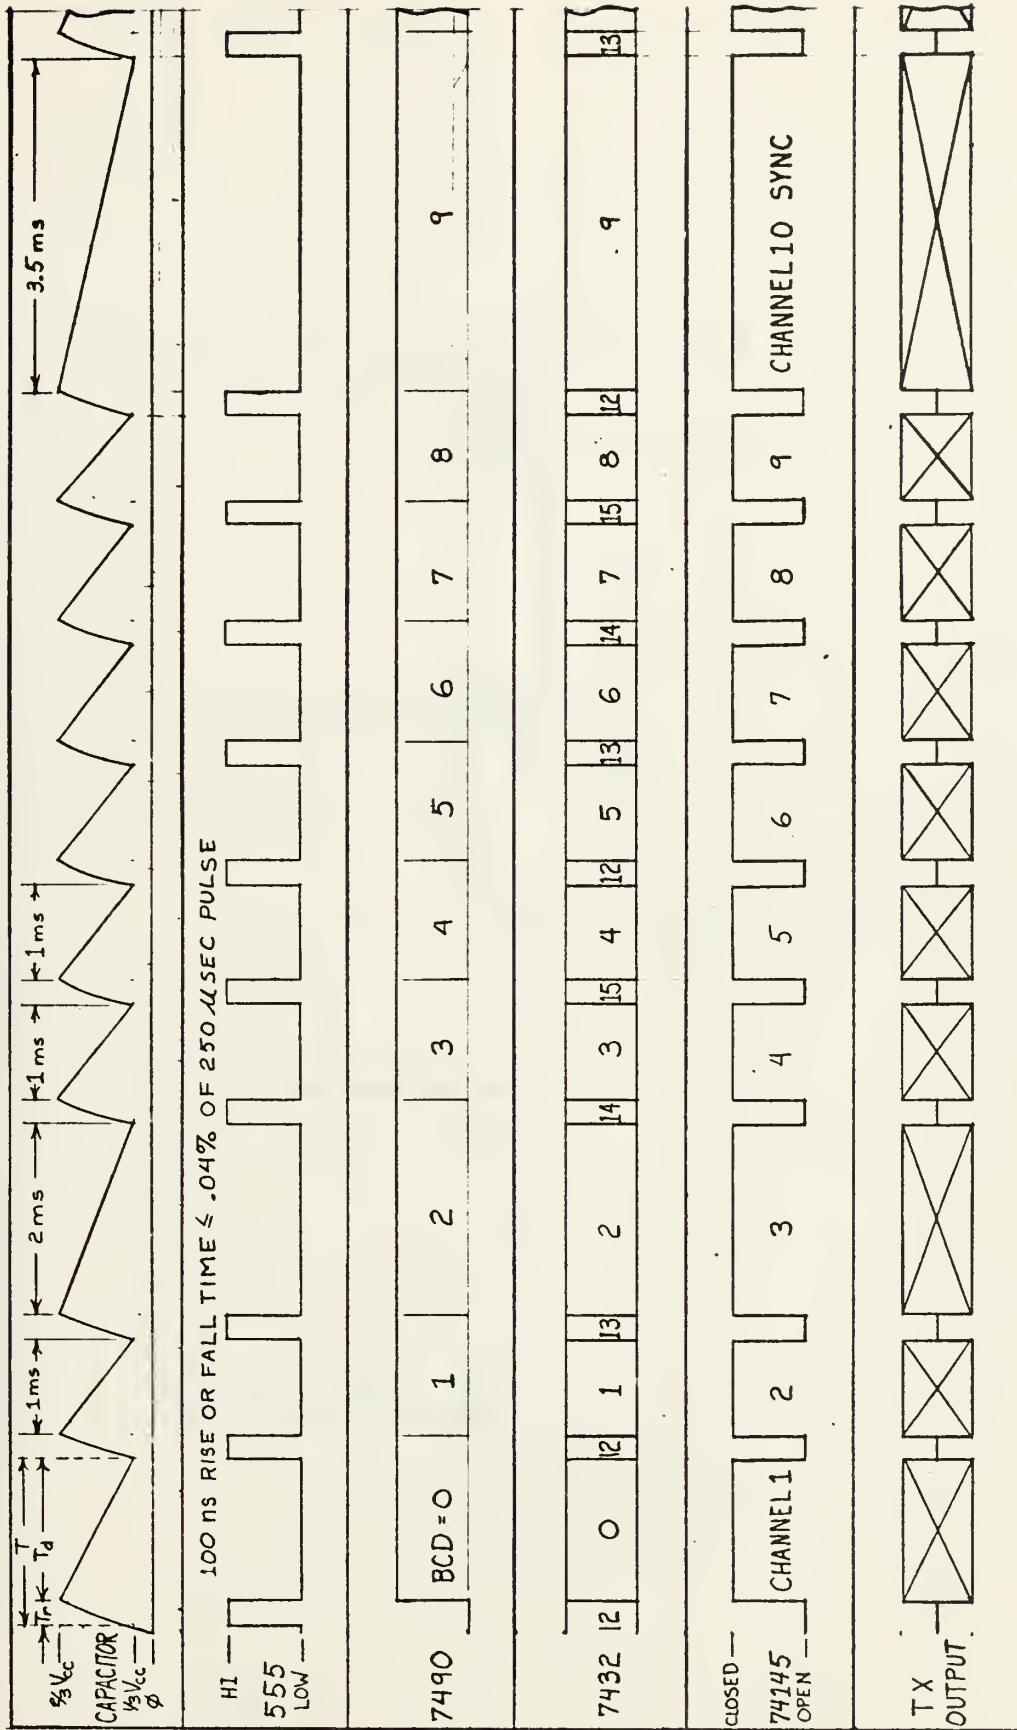 T
Tr Td 1ms 2ms 1ms 1ms 3.5ms
2/3 Vcc
CAPACITOR
1/3 Vcc
φ
HI
555
LOW
100 ns RISE OR FALL TIME ≤ .04% OF 250 µSEC PULSE
7490 BCD=0 1 2 3 4 5 6 7 8 9
7432 12 0 12 1 13 2 14 3 15 4 12 5 13 6 14 7 15 8 12 9 13
CLOSED
74145
OPEN
CHANNEL 1 2 3 4 5 6 7 8 9 CHANNEL 10 SYNC
TX
OUTPUT